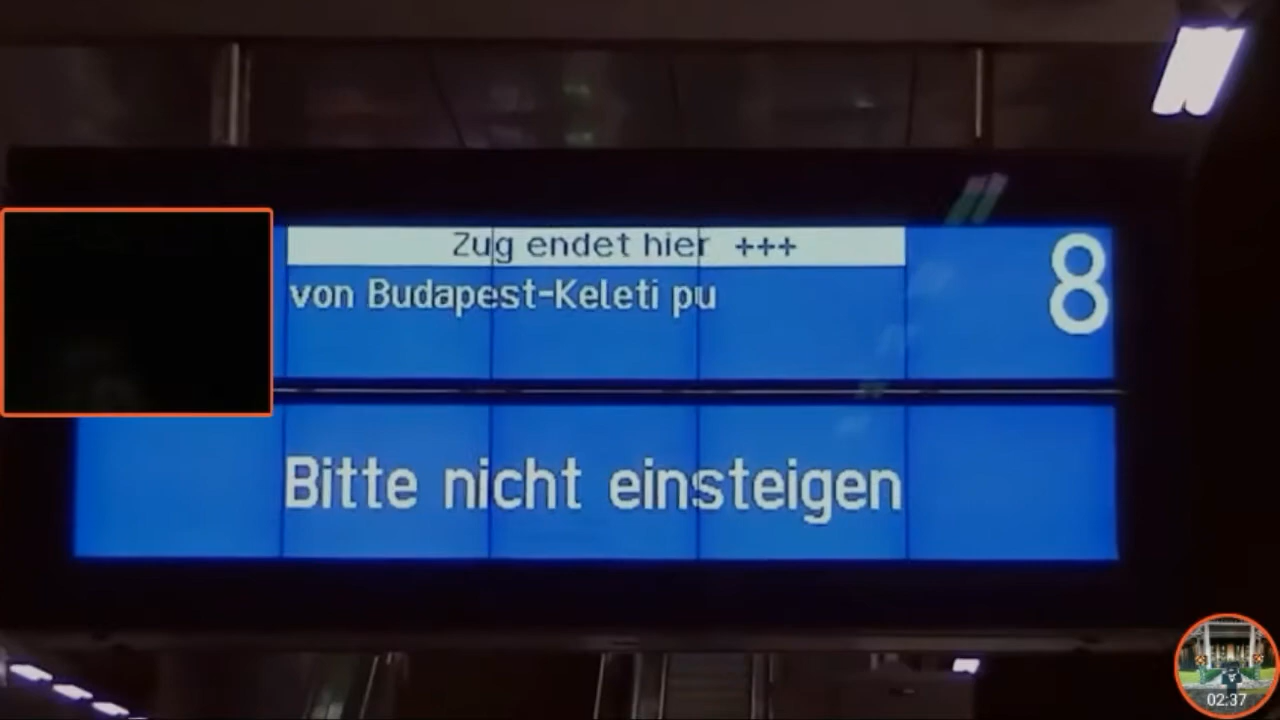 Zug endet hier +++
von Budapest-Keleti pu
8
Bitte nicht einsteigen
02:37